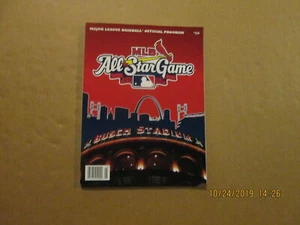 MAJOR LEAGUE BASEBALL OFFICIAL PROGRAM
MLB
All Star Game
BUSCH STADIUM
10/24/2019 14:26